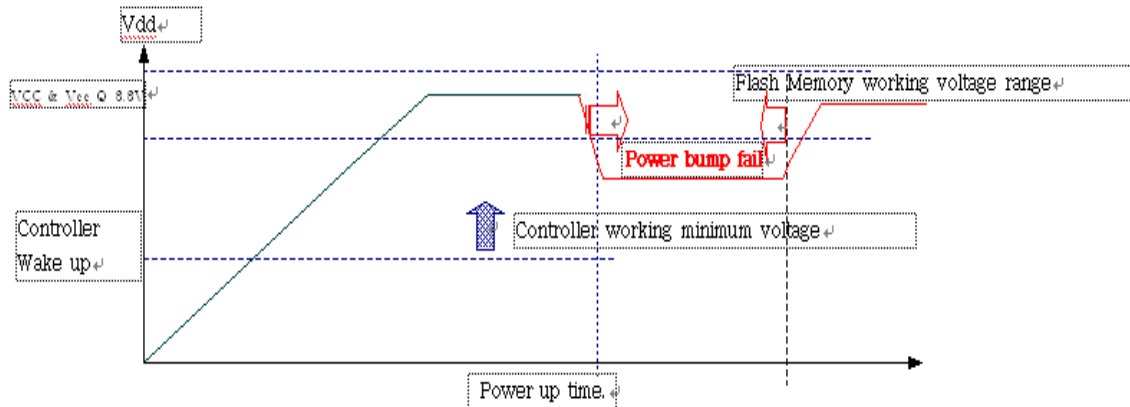 Vdd
Flash Memory working voltage range
VCC & Vcc Q 3.3V
Power bump fail
Controller
Wake up
Controller working minimum voltage
Power up time.